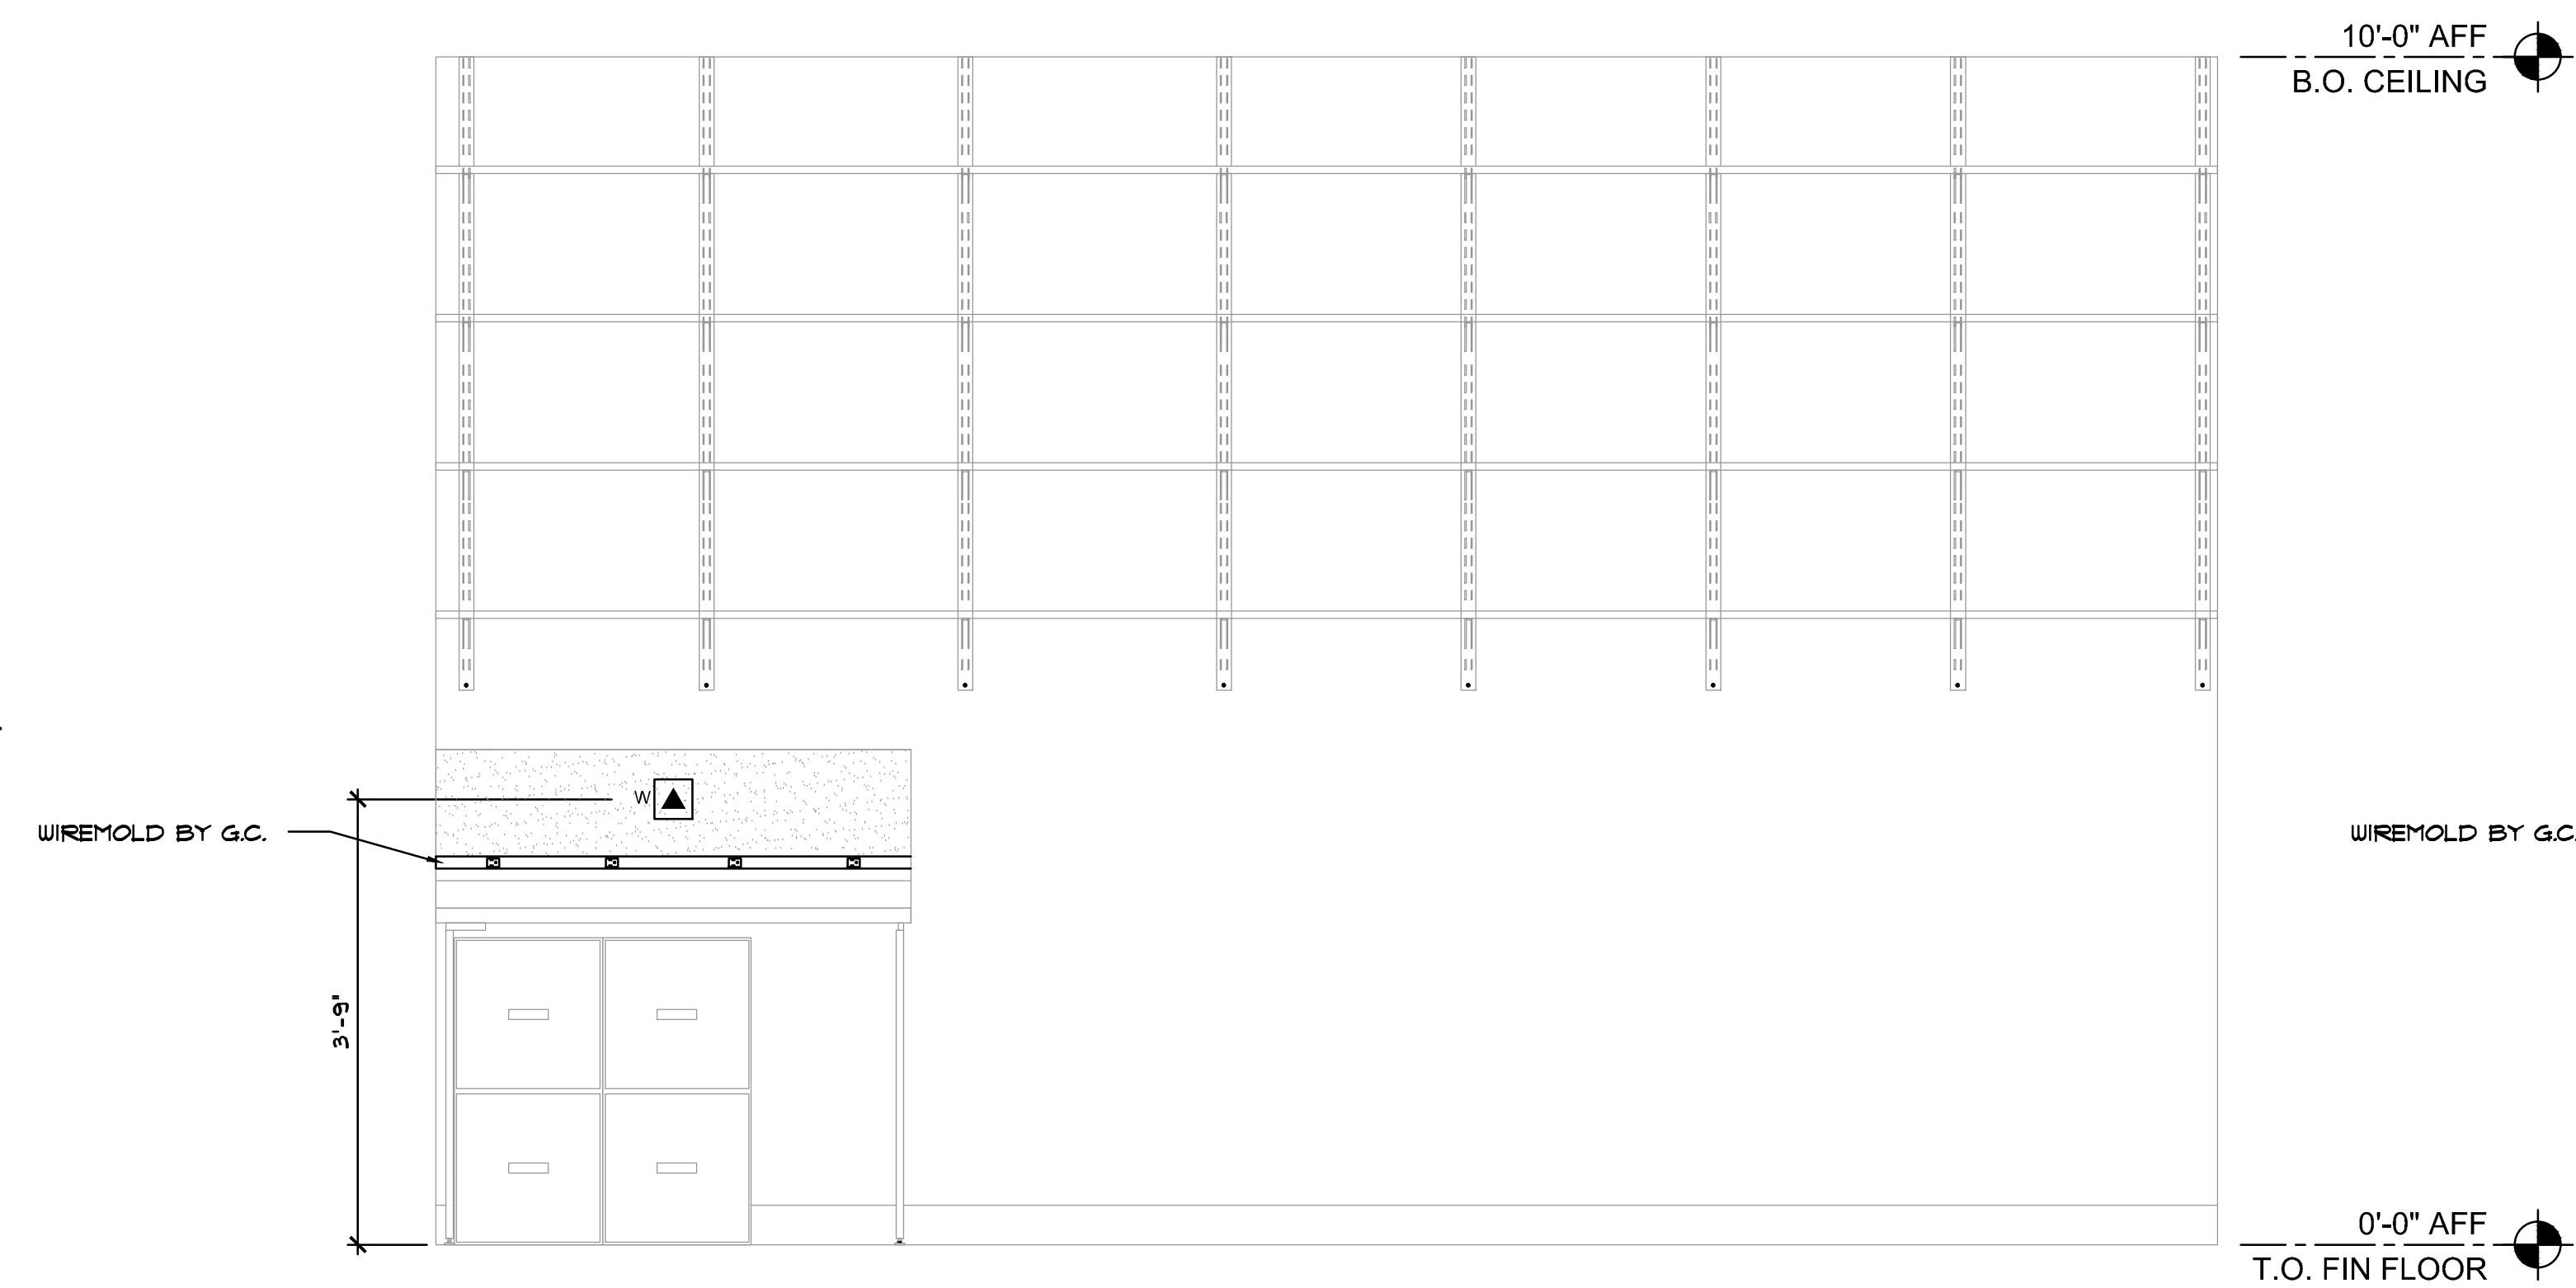 10'-0" AFF
B.O. CEILING
W
WIREMOLD BY G.C.
WIREMOLD BY G.C.
3'-9"
0'-0" AFF
T.O. FIN FLOOR